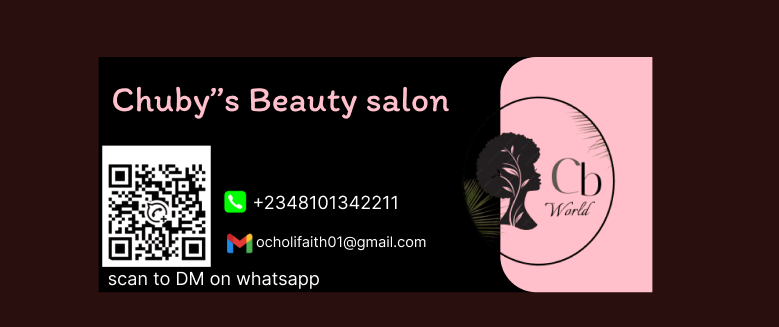 Chuby”s Beauty salon
+2348101342211
ocholifaith01@gmail.com
scan to DM on whatsapp
Cb
World